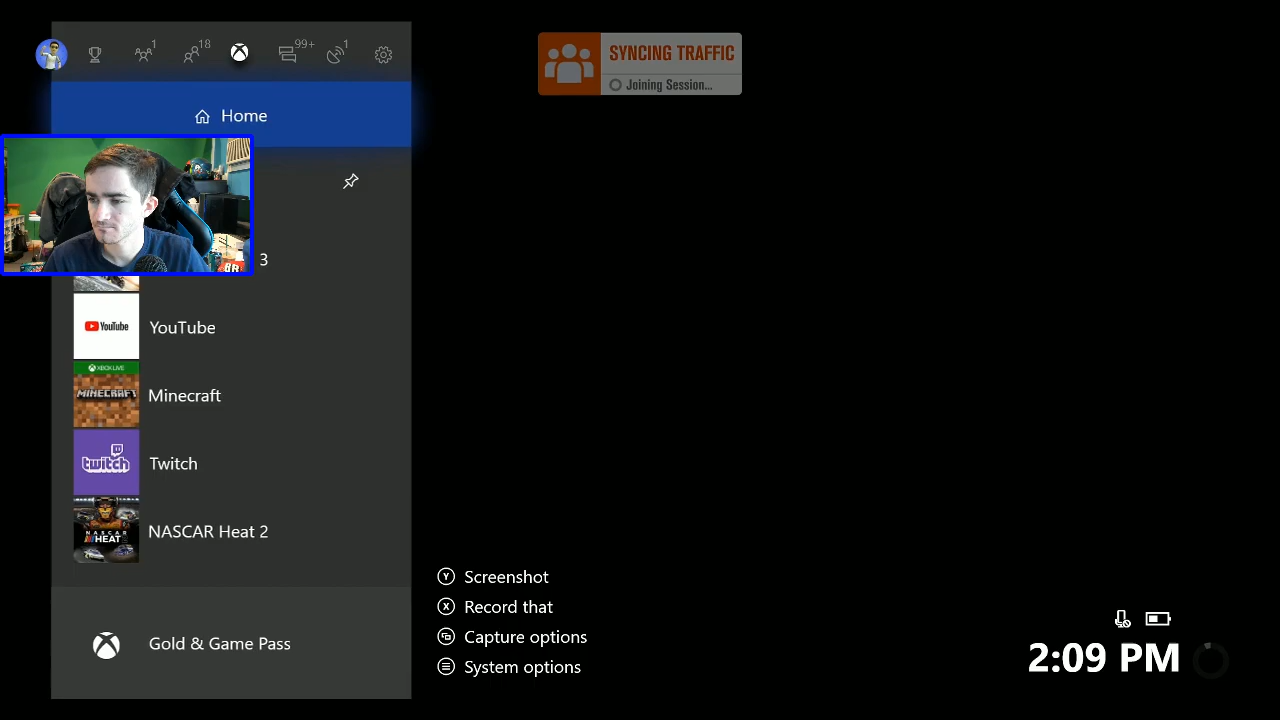 1
18
99+
1
SYNCING TRAFFIC
Joining Session...
Home
3
YouTube
YouTube
XBOX LIVE
MINECRAFT
Minecraft
twitch
Twitch
NASCAR
HEAT 2
NASCAR Heat 2
Y Screenshot
X Record that
Capture options
System options
Gold & Game Pass
2:09 PM